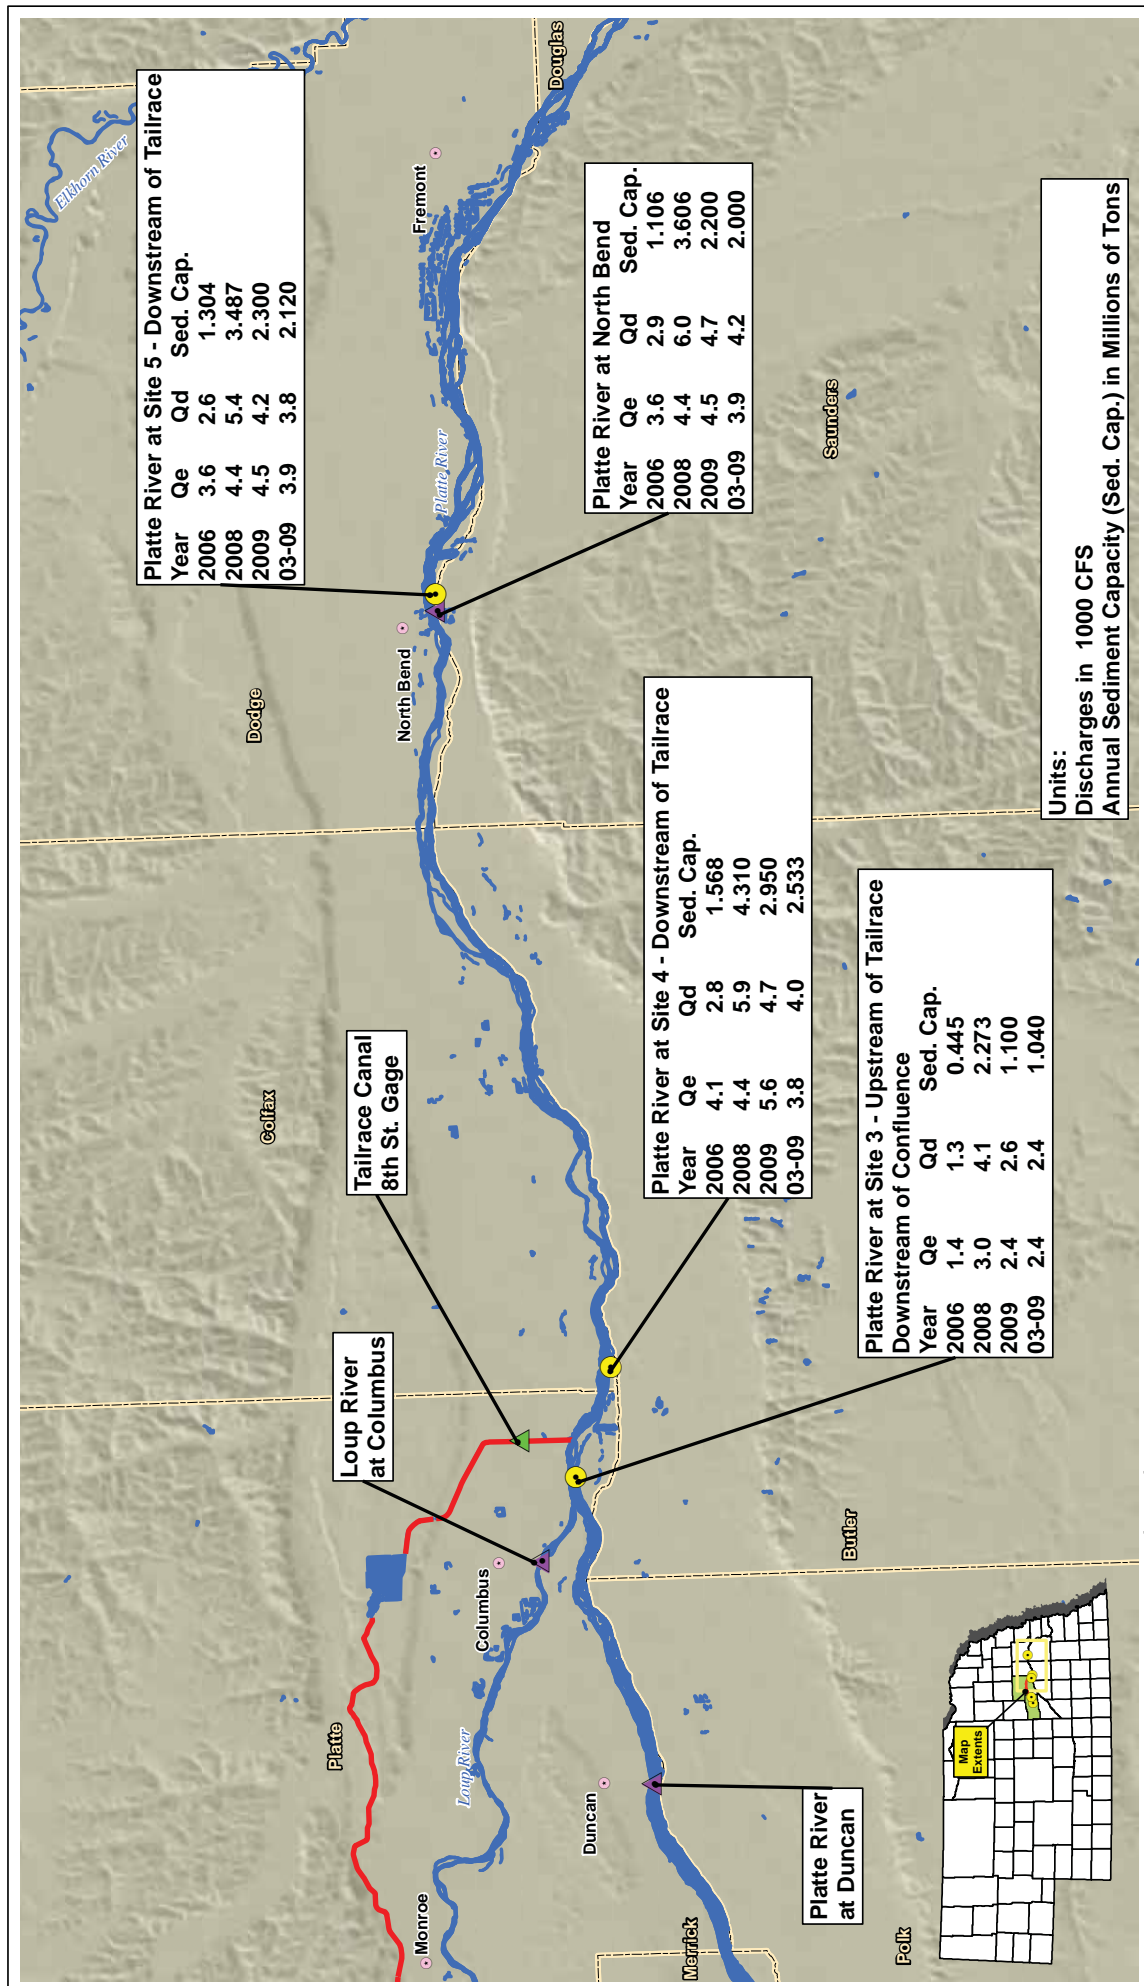 Elkhorn River
Douglas
Fremont
Platte River at Site 5 - Downstream of Tailrace
Year Qe Qd Sed. Cap.
2006 3.6 2.6 1.304
2008 4.4 5.4 3.487
2009 4.5 4.2 2.300
03-09 3.9 3.8 2.120
Platte River
Platte River at North Bend
Year Qe Qd Sed. Cap.
2006 3.6 2.9 1.106
2008 4.4 6.0 3.606
2009 4.5 4.7 2.200
03-09 3.9 4.2 2.000
Saunders
North Bend
Dodge
Colfax
Platte River at Site 4 - Downstream of Tailrace
Year Qe Qd Sed. Cap.
2006 4.1 2.8 1.568
2008 4.4 5.9 4.310
2009 5.6 4.7 2.950
03-09 3.8 4.0 2.533
Units:
Discharges in 1000 CFS
Annual Sediment Capacity (Sed. Cap.) in Millions of Tons
Tailrace Canal
8th St. Gage
Platte River at Site 3 - Upstream of Tailrace
Downstream of Confluence
Year Qe Qd Sed. Cap.
2006 1.4 1.3 0.445
2008 3.0 4.1 2.273
2009 2.4 2.6 1.100
03-09 2.4 2.4 1.040
Loup River
at Columbus
Columbus
Butler
Platte
Loup River
Duncan
Platte River
at Duncan
Monroe
Merrick
Polk
Map
Extents